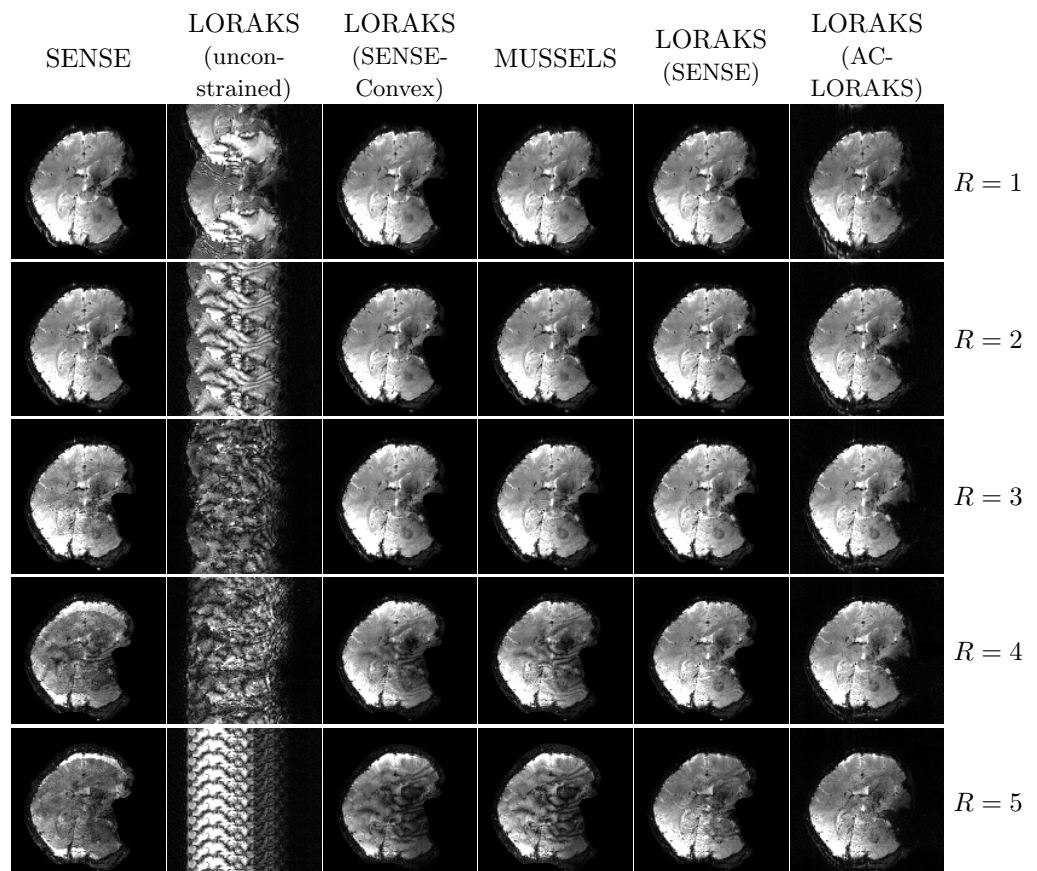 SENSE
LORAKS
(uncon-
strained)
LORAKS
(SENSE-
Convex)
MUSSELS
LORAKS
(SENSE)
LORAKS
(AC-
LORAKS)
R = 1
R = 2
R = 3
R = 4
R = 5